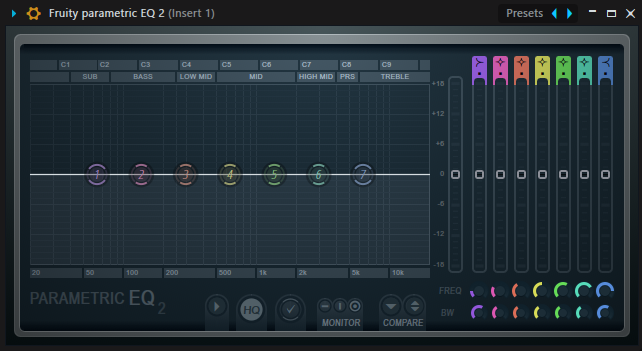 Fruity parametric EQ 2 (Insert 1) Presets
C1 C2 C3 C4 C5 C6 C7 C8 C9
SUB BASS LOW MID MID HIGH MID PRS TREBLE
+18
+12
+6
0
-6
-12
-18
1 2 3 4 5 6 7
20 50 100 200 500 1k 2k 5k 10k
FREQ
BW
PARAMETRIC EQ 2
HQ
MONITOR COMPARE